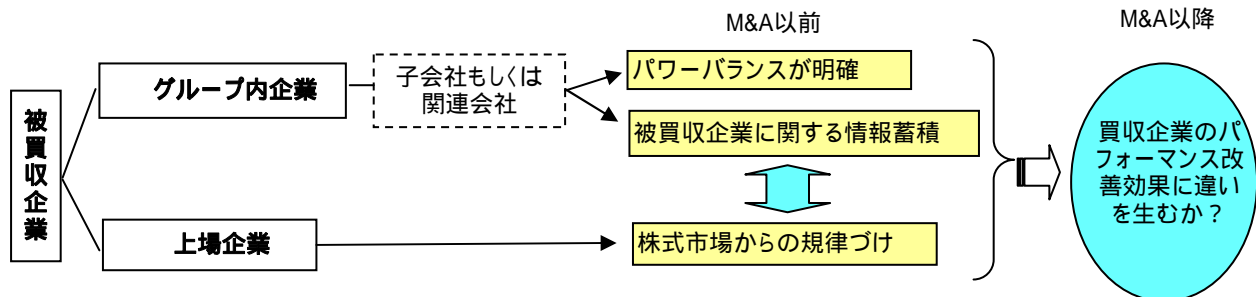 M&A以前
M&A以降
被買収企業
グループ内企業
子会社もしくは
関連会社
パワーバランスが明確
被買収企業に関する情報蓄積
上場企業
株式市場からの規律づけ
買収企業のパ
フォーマンス改
善効果に違い
を生むか？